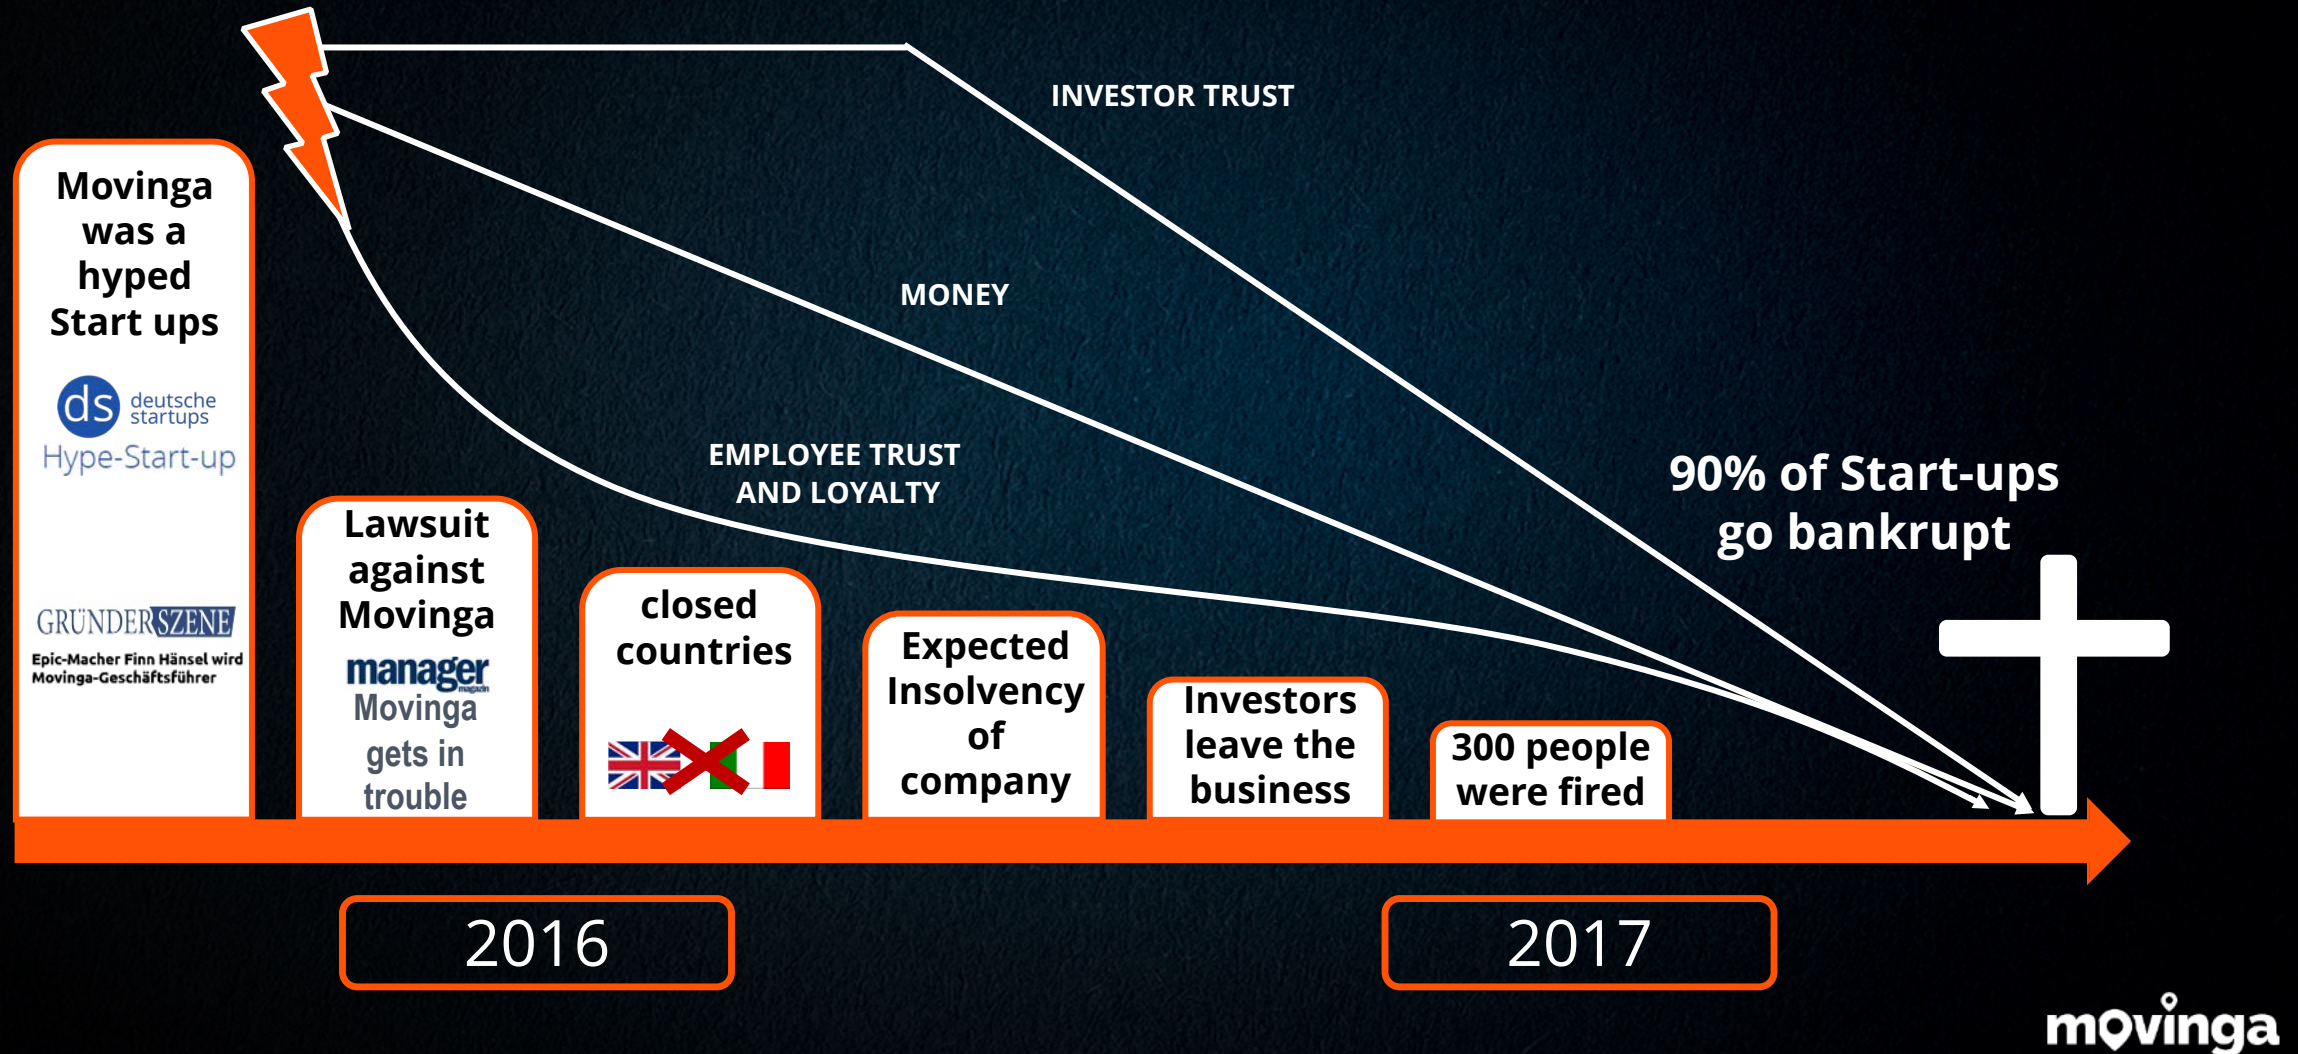 INVESTOR TRUST
MONEY
EMPLOYEE TRUST
AND LOYALTY
Movinga
was a
hyped
Start ups
ds deutsche
startups
Hype-Start-up
GRÜNDERSZENE
Epic-Macher Finn Hänsel wird
Movinga-Geschäftsführer
Lawsuit
against
Movinga
manager
magazin
Movinga
gets in
trouble
closed
countries
Expected
Insolvency
of
company
Investors
leave the
business
300 people
were fired
90% of Start-ups
go bankrupt
2016
2017
movinga